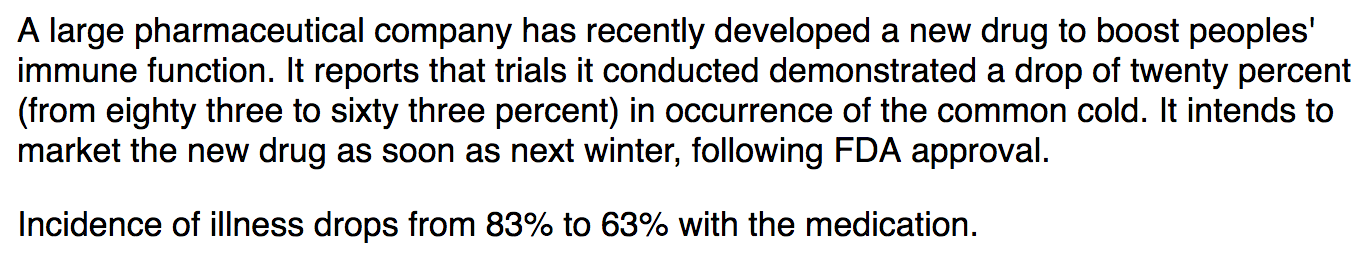 A large pharmaceutical company has recently developed a new drug to boost peoples'
immune function. It reports that trials it conducted demonstrated a drop of twenty percent
(from eighty three to sixty three percent) in occurrence of the common cold. It intends to
market the new drug as soon as next winter, following FDA approval.
Incidence of illness drops from 83% to 63% with the medication.